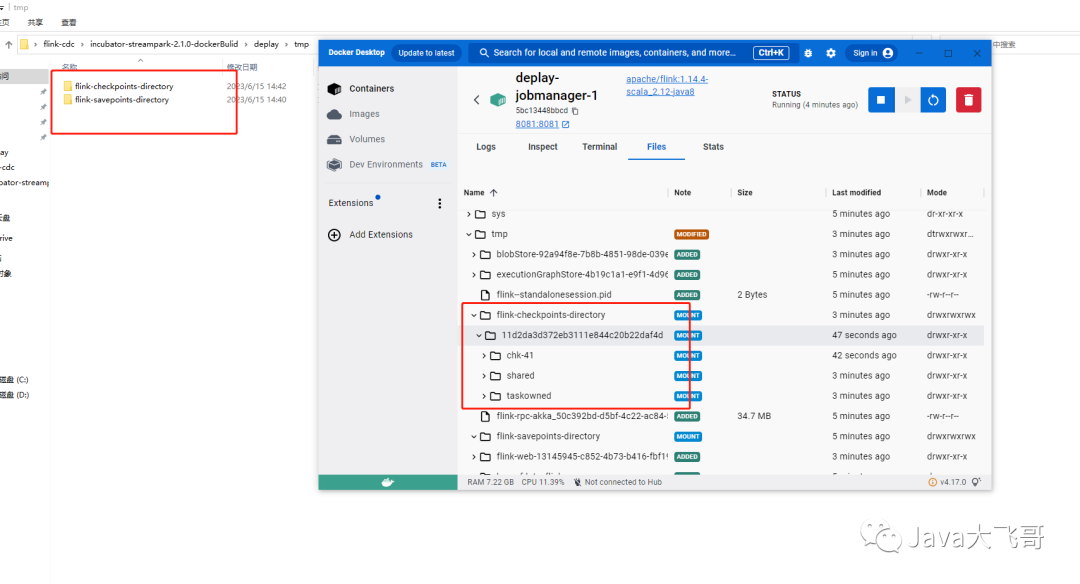 tmp
主页 共享 查看
flink-cdc › incubator-streampark-2.1.0-dockerBulid › deplay › tmp
中搜索
名称 修改日期
flink-checkpoints-directory 2023/6/15 14:42
flink-savepoints-directory 2023/6/15 14:40
-cdc
磁盘 (C:)
磁盘 (D:)
Docker Desktop Update to latest Search for local and remote images, containers, and more... Ctrl+K Sign in
Containers
Images
Volumes
Dev Environments BETA
Extensions
Add Extensions
deplay-
jobmanager-1
5bc13448bbcd
8081:8081
apache/flink:1.14.4-
scala_2.12-java8
STATUS
Running (4 minutes ago)
Logs Inspect Terminal Files Stats
Name Note Size Last modified Mode
sys 5 minutes ago dr-xr-xr-x
tmp MODIFIED 3 minutes ago dtrwxrwxr...
blobStore-92a94f8e-7b8b-4851-98de-039e ADDED 3 minutes ago drwxr-xr-x
executionGraphStore-4b19c1a1-e9f1-4d96 ADDED 5 minutes ago drwxr-xr-x
flink--standalonesession.pid ADDED 2 Bytes 5 minutes ago -rw-r--r--
flink-checkpoints-directory MOUNT 3 minutes ago drwxrwxrwx
11d2da3d372eb3111e844c20b22daf4d MOUNT 47 seconds ago drwxr-xr-x
chk-41 MOUNT 42 seconds ago drwxr-xr-x
shared MOUNT 3 minutes ago drwxr-xr-x
taskowned MOUNT 3 minutes ago drwxr-xr-x
flink-rpc-akka_50c392bd-d5bf-4c22-ac84- ADDED 34.7 MB 5 minutes ago -rw-r--r--
flink-savepoints-directory MOUNT 5 minutes ago drwxrwxrwx
flink-web-13145945-c852-4b73-b416-fbf1 ADDED 5 minutes ago drwxr-xr-x
RAM 7.22 GB CPU 11.39% Not connected to Hub v4.17.0
Java大飞哥